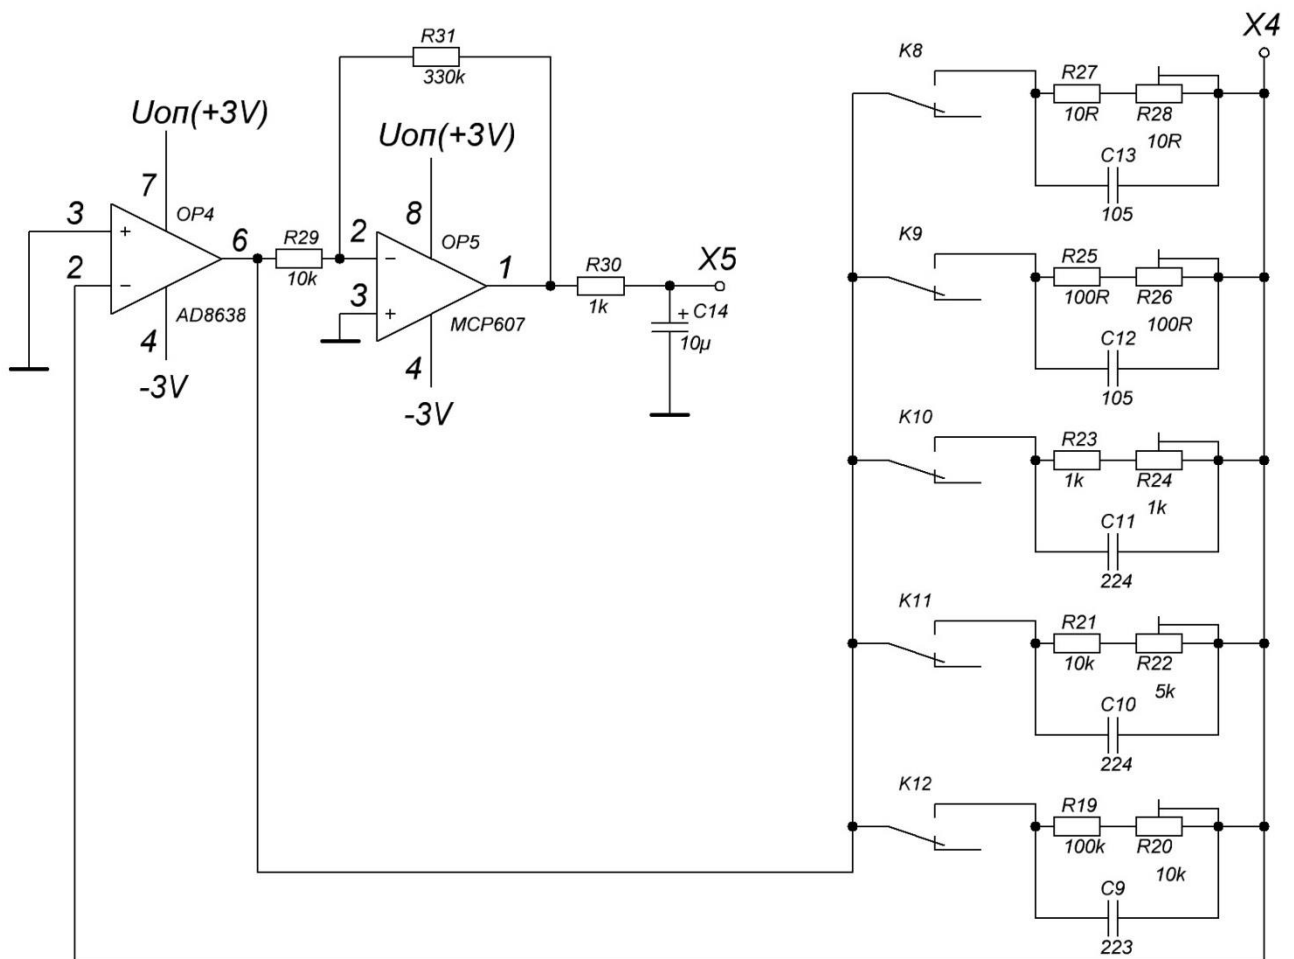 R31
330k
Uоп(+3V)
7
3
+
OP4
2
−
6
AD8638
4
-3V
R29
10k
Uоп(+3V)
8
2
−
OP5
3
+
1
MCP607
4
-3V
R30
1k
X5
+ C14
10µ
X4
K8
R27
10R
R28
10R
C13
105
K9
R25
100R
R26
100R
C12
105
K10
R23
1k
R24
1k
C11
224
K11
R21
10k
R22
5k
C10
224
K12
R19
100k
R20
10k
C9
223